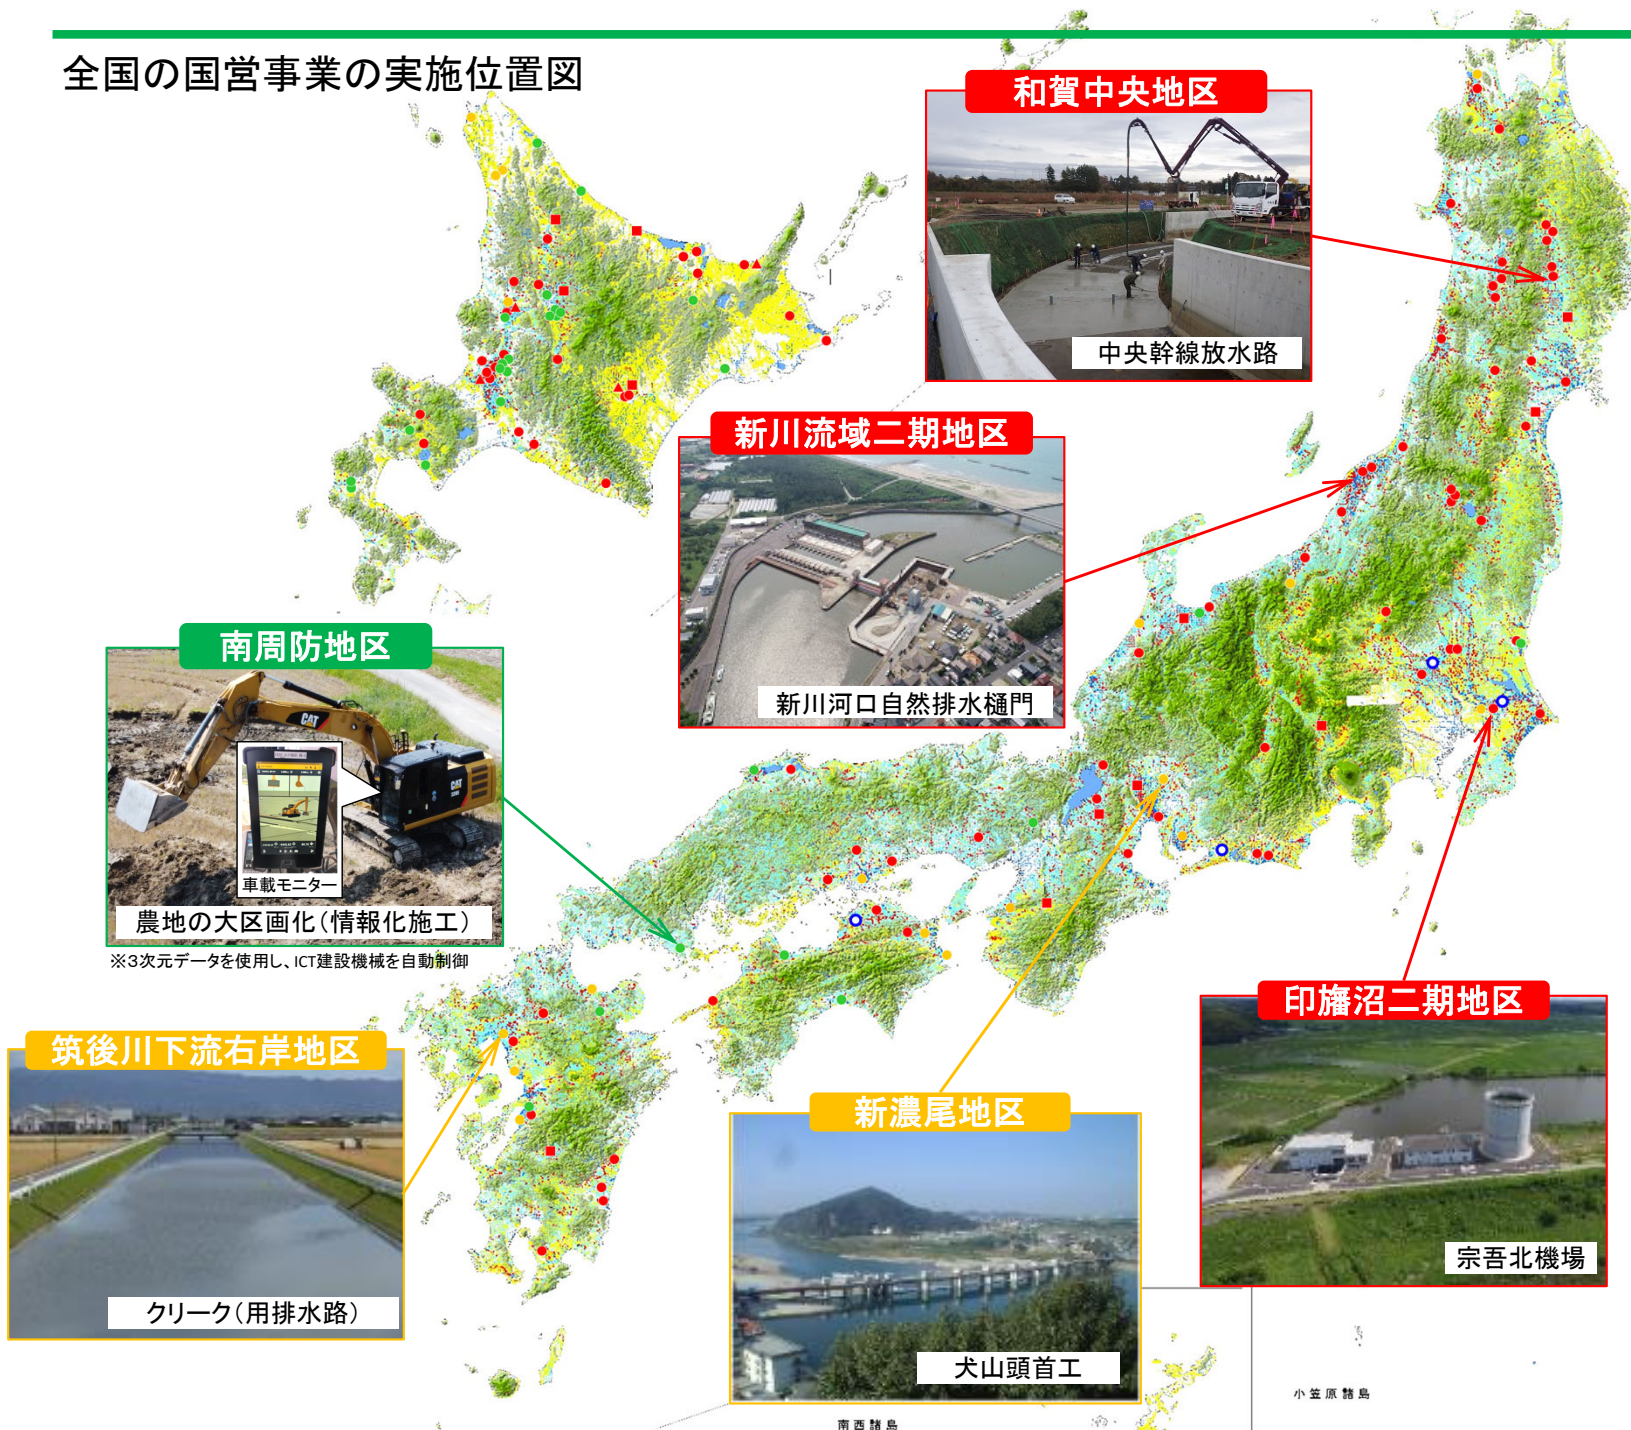 全国の国営事業の実施位置図
和賀中央地区
中央幹線放水路
新川流域二期地区
新川河口自然排水樋門
南周防地区
CAT
CAT
車載モニター
農地の大区画化（情報化施工）
※3次元データを使用し、ICT建設機械を自動制御
筑後川下流右岸地区
クリーク（用排水路）
新濃尾地区
犬山頭首工
印旛沼二期地区
宗吾北機場
小笠原諸島
南西諸島